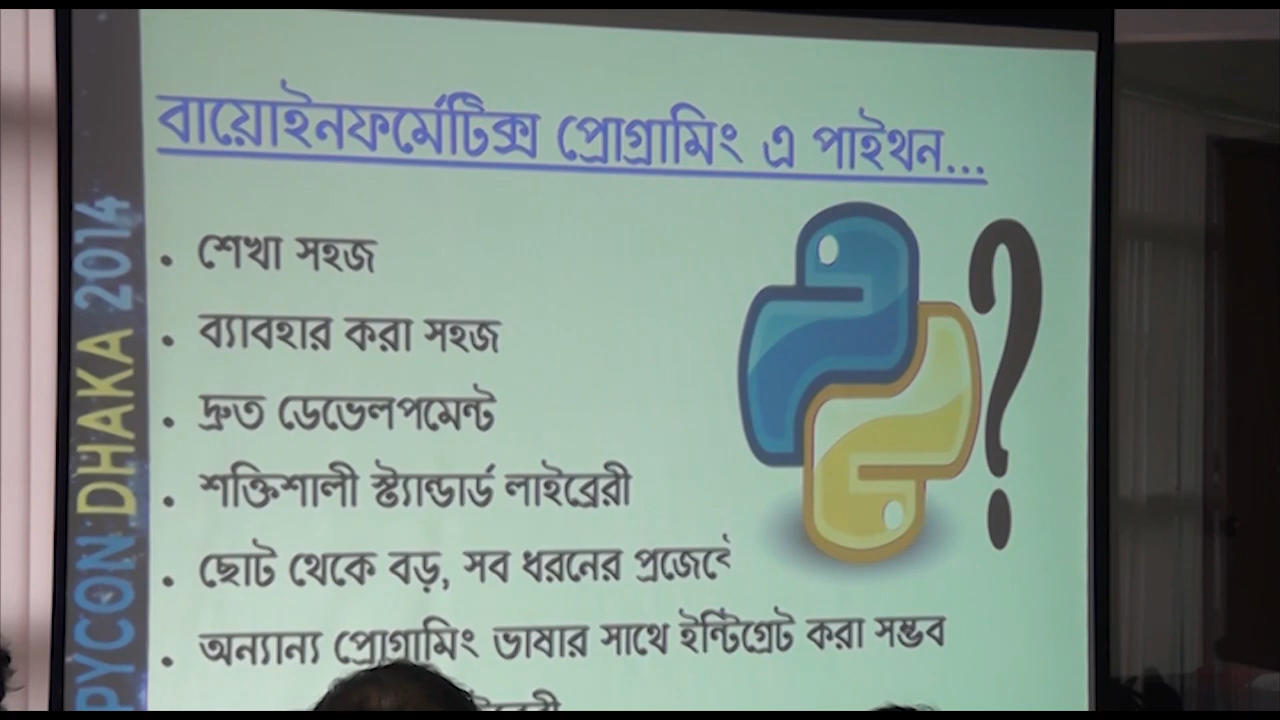 বায়োইনফর্মেটিক্স প্রোগ্রামিং এ পাইথন...
• শেখা সহজ
• ব্যাবহার করা সহজ
• দ্রুত ডেভেলপমেন্ট
• শক্তিশালী স্ট্যান্ডার্ড লাইব্রেরী
• ছোট থেকে বড়, সব ধরনের
• অন্যান্য প্রোগ্রামিং ভাষার সাথে ইন্টিগ্রেট করা সম্ভব
?
PYCON DHAKA 2014